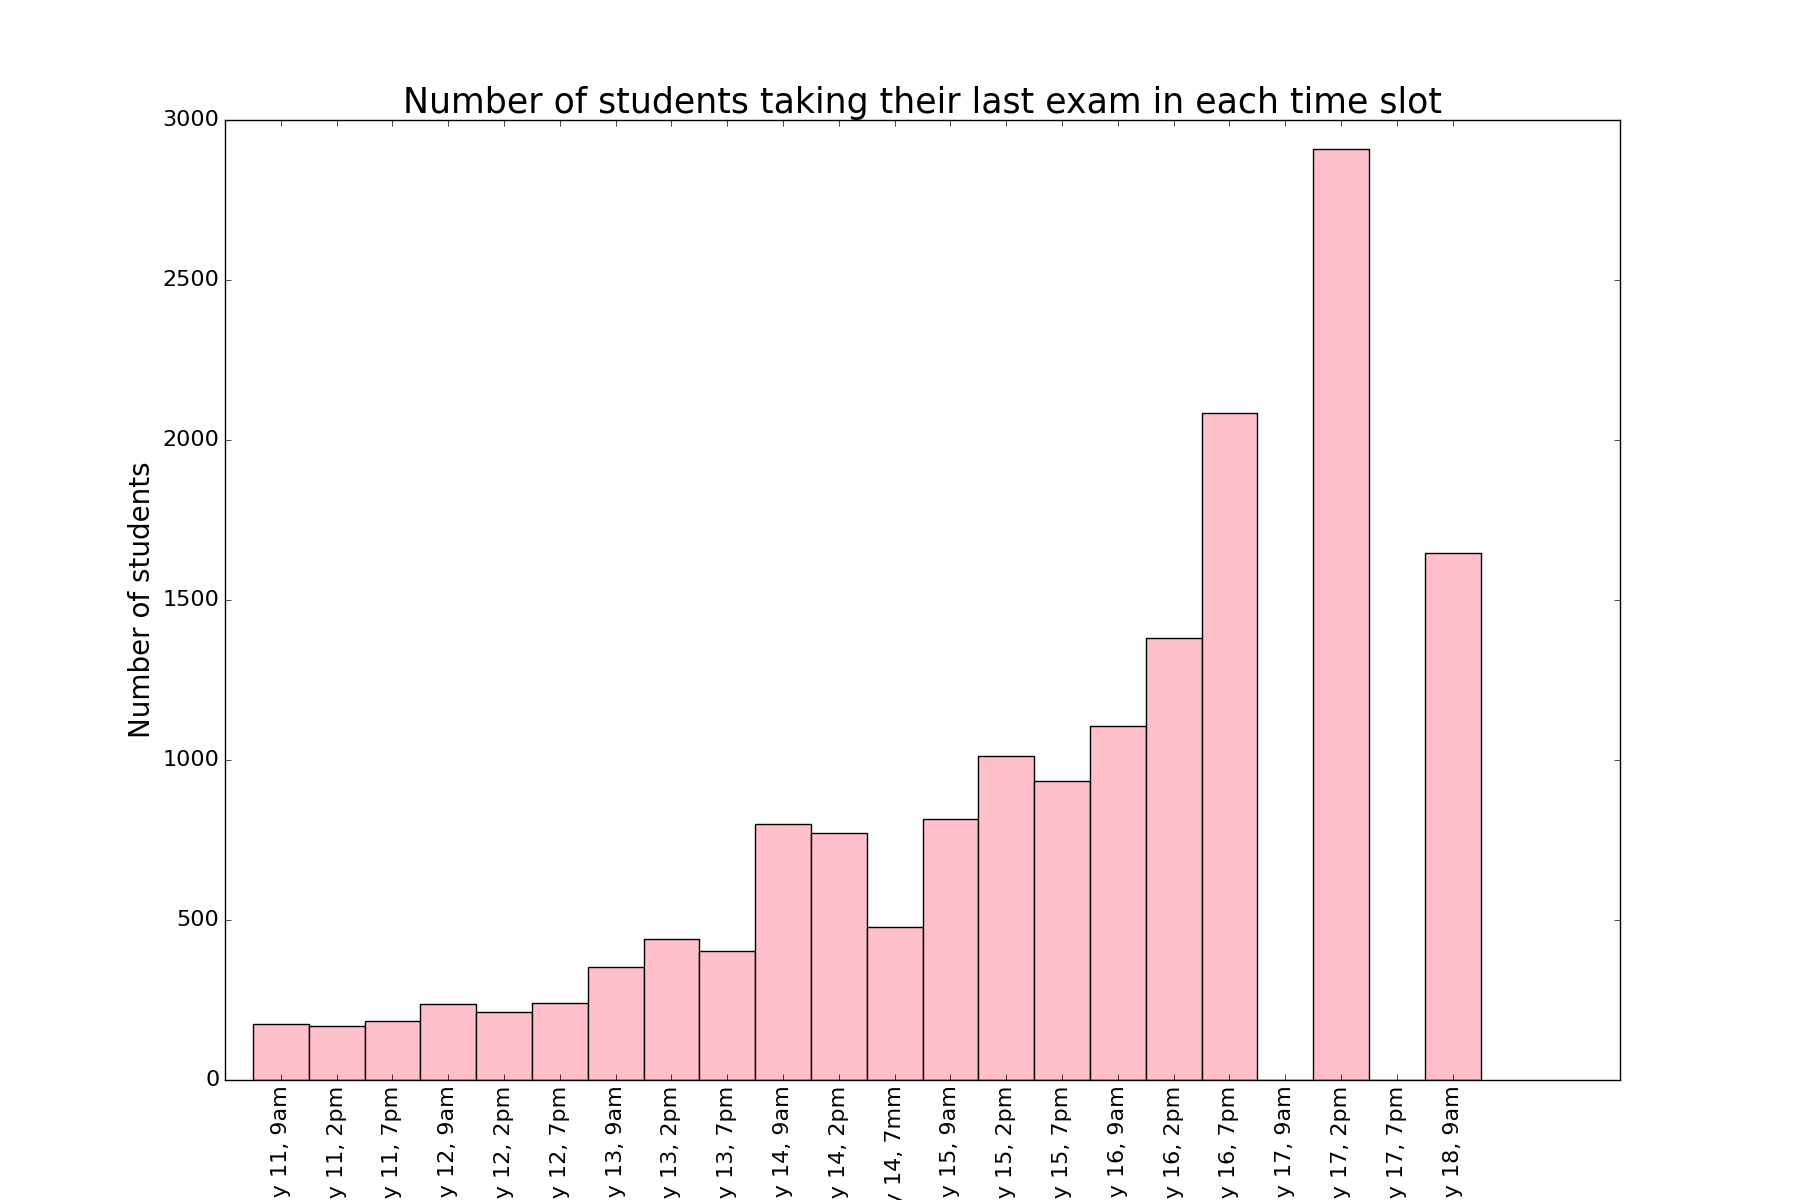 Number of students taking their last exam in each time slot
3000
2500
2000
1500
1000
500
0
Number of students
y 11, 9am
y 11, 2pm
y 11, 7pm
y 12, 9am
y 12, 2pm
y 12, 7pm
y 13, 9am
y 13, 2pm
y 13, 7pm
y 14, 9am
y 14, 2pm
y 14, 7mm
y 15, 9am
y 15, 2pm
y 15, 7pm
y 16, 9am
y 16, 2pm
y 16, 7pm
y 17, 9am
y 17, 2pm
y 17, 7pm
y 18, 9am